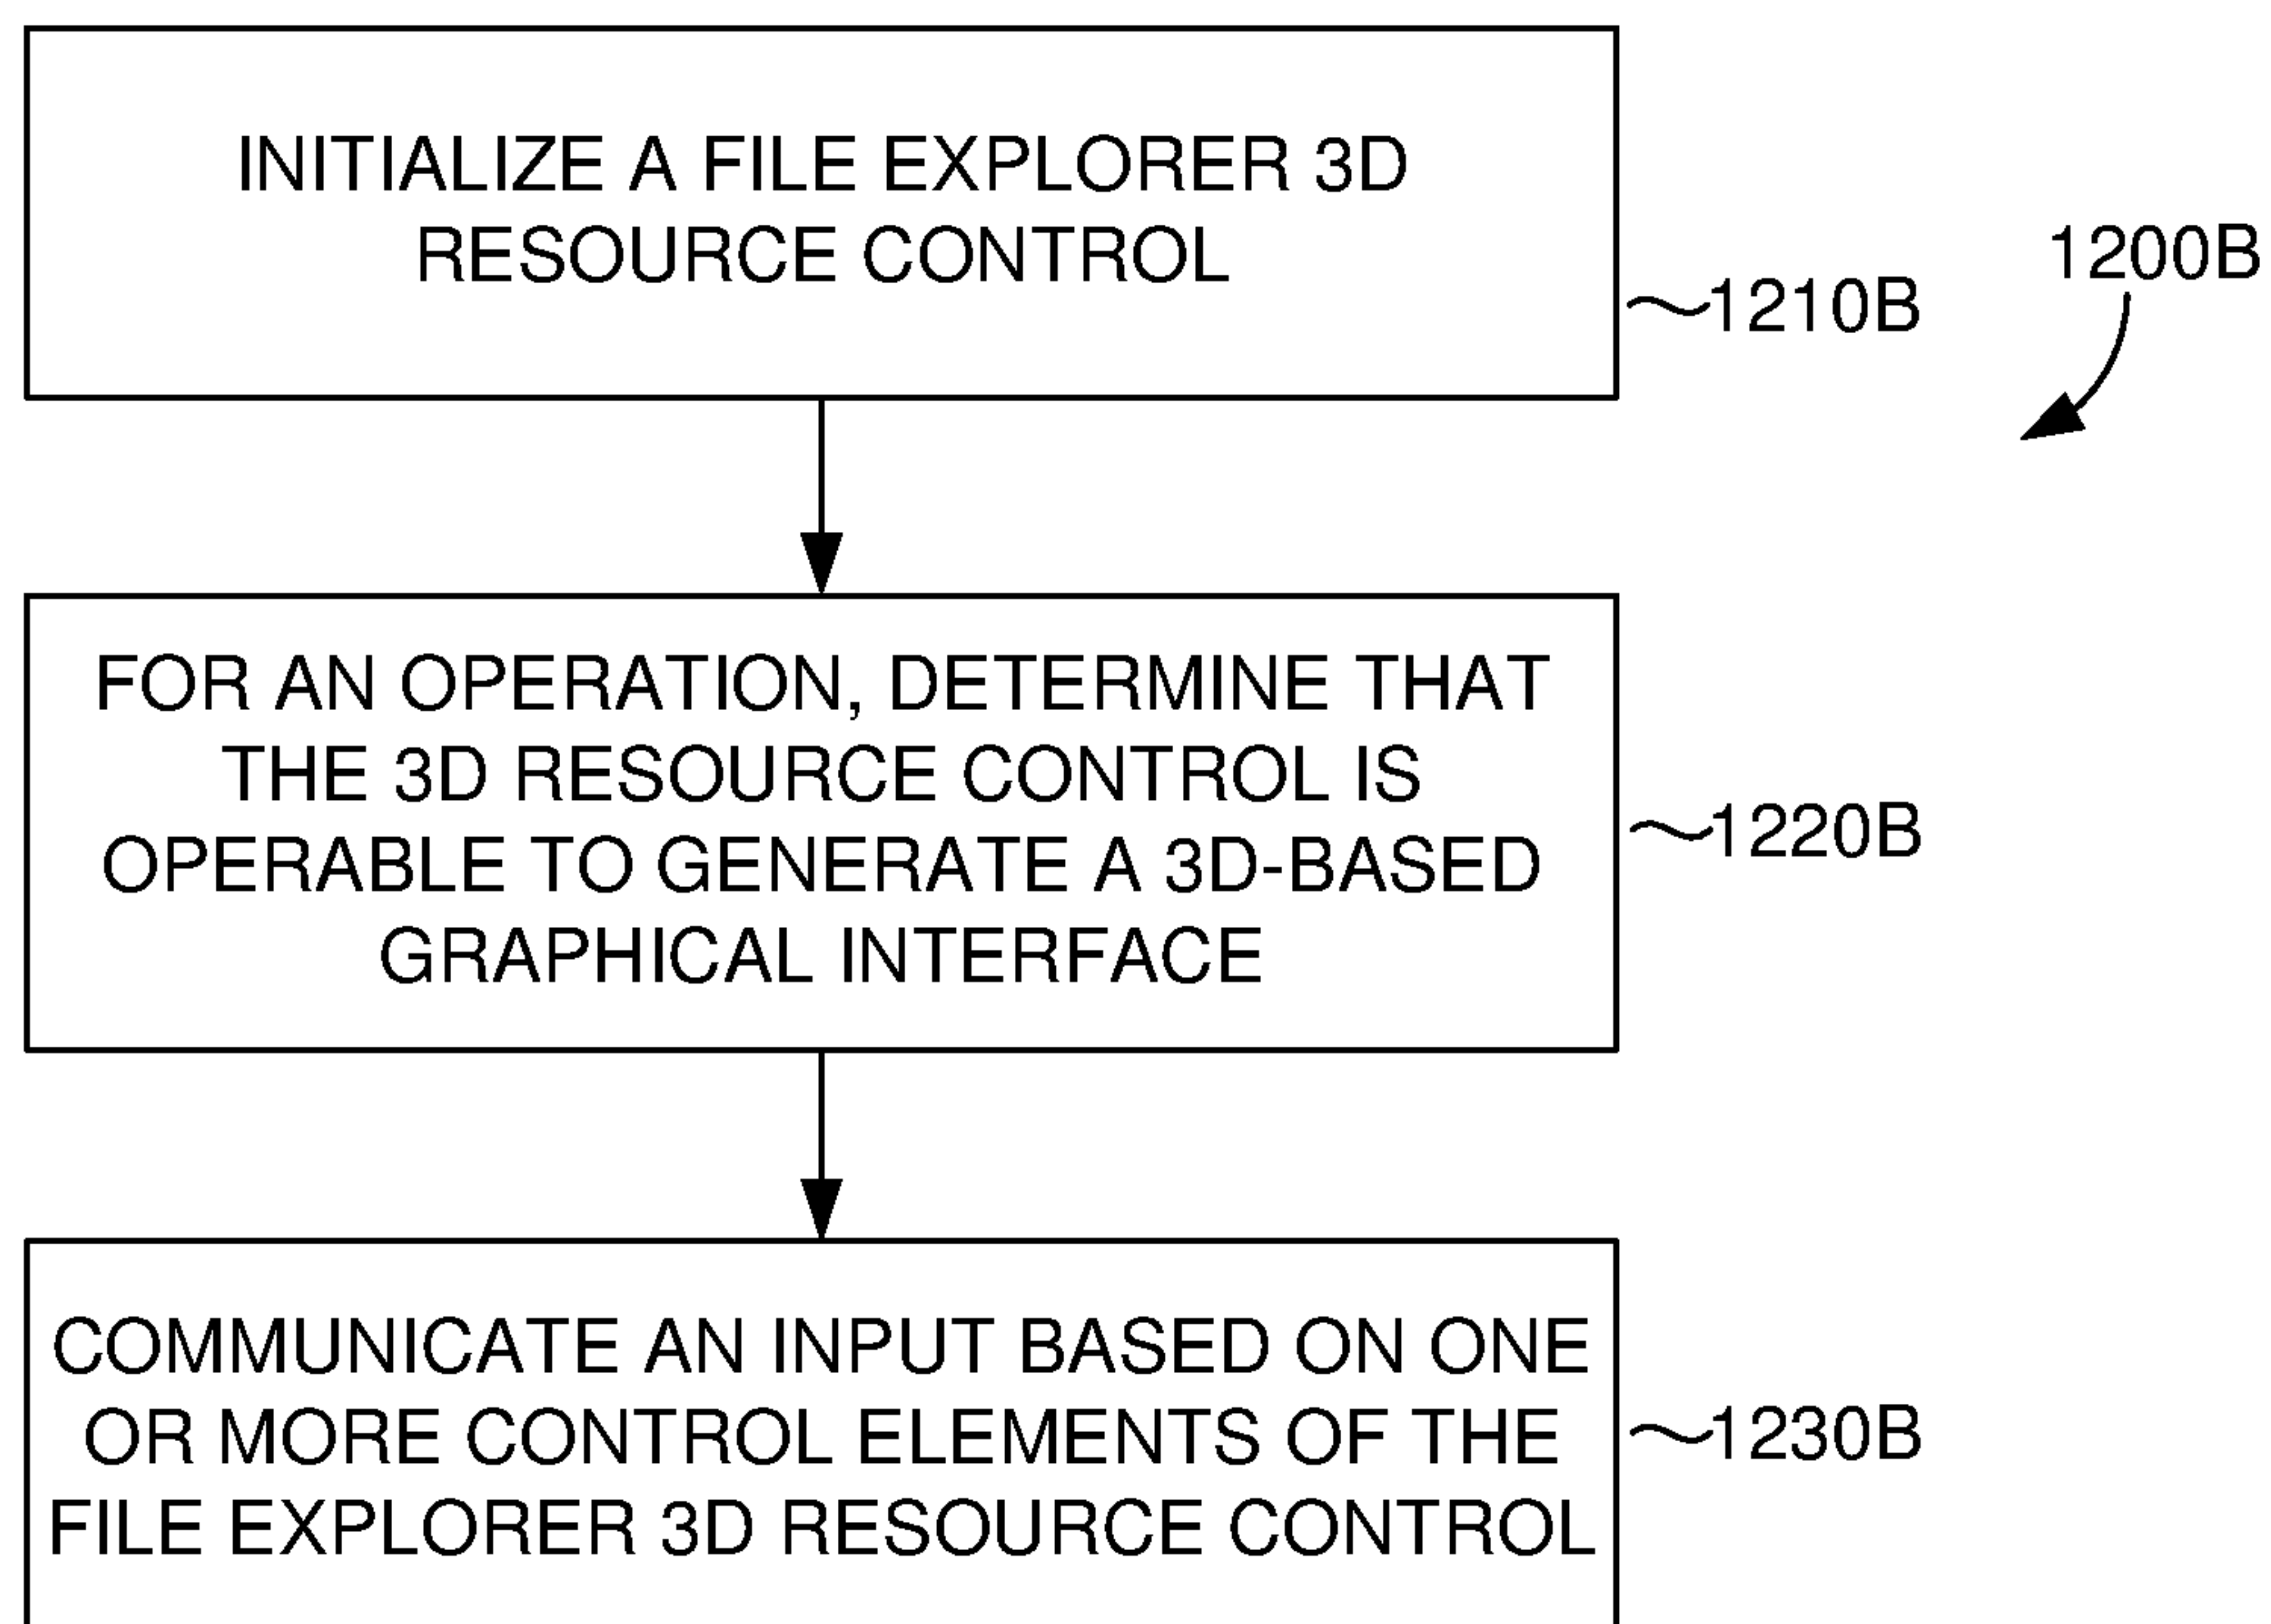 INITIALIZE A FILE EXPLORER 3D
RESOURCE CONTROL
1210B
1200B
FOR AN OPERATION, DETERMINE THAT
THE 3D RESOURCE CONTROL IS
OPERABLE TO GENERATE A 3D-BASED
GRAPHICAL INTERFACE
1220B
COMMUNICATE AN INPUT BASED ON ONE
OR MORE CONTROL ELEMENTS OF THE
FILE EXPLORER 3D RESOURCE CONTROL
1230B